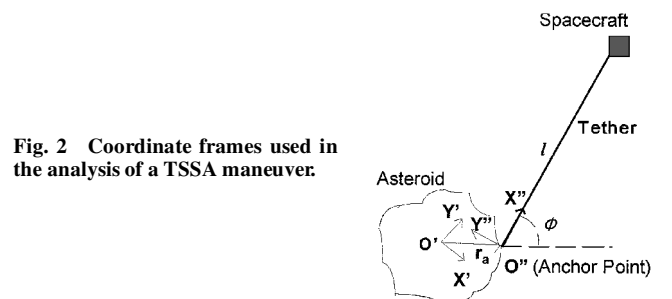 Spacecraft
Fig. 2 Coordinate frames used in
the analysis of a TSSA maneuver.
Tether
l
Asteroid
X"
Y'
Y"
ϕ
O'
r_a
X'
O" (Anchor Point)